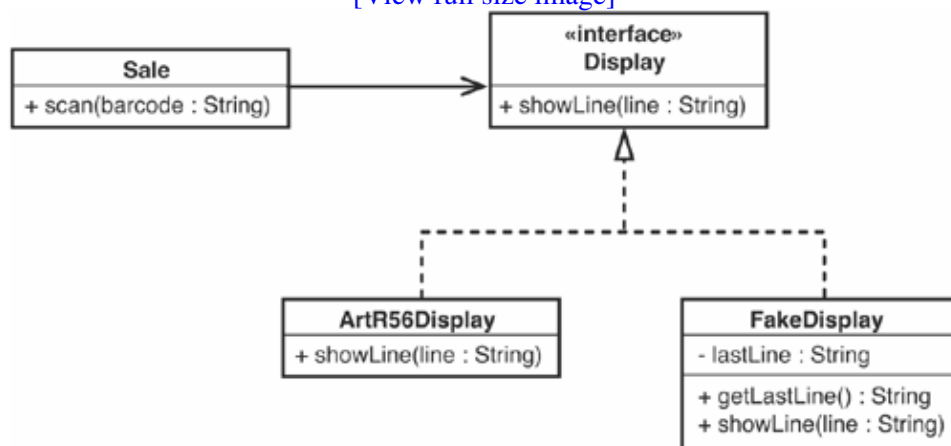 [View full size image]
Sale
+ scan(barcode : String)
«interface»
Display
+ showLine(line : String)
ArtR56Display
+ showLine(line : String)
FakeDisplay
- lastLine : String
+ getLastLine() : String
+ showLine(line : String)